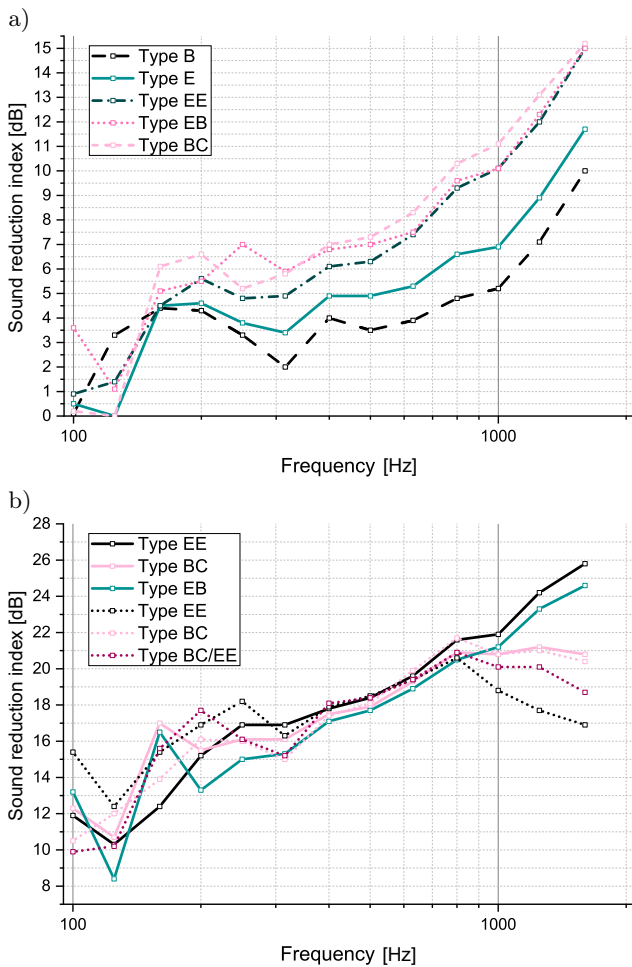 a)
15
14
13
12
11
10
9
8
7
6
5
4
3
2
1
0
Sound reduction index [dB]
Type B
Type E
Type EE
Type EB
Type BC
100
1000
Frequency [Hz]
b)
28
26
24
22
20
18
16
14
12
10
8
Sound reduction index [dB]
Type EE
Type BC
Type EB
Type EE
Type BC
Type BC/EE
100
1000
Frequency [Hz]